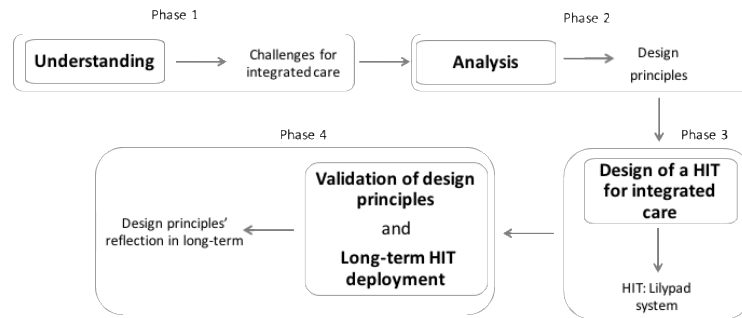 Phase 1
Phase 2
Understanding
Challenges for
integrated care
Analysis
Design
principles
Phase 3
Design of a HIT
for integrated
care
HIT: Lilypad
system
Phase 4
Validation of design
principles
and
Long-term HIT
deployment
Design principles'
reflection in long-term